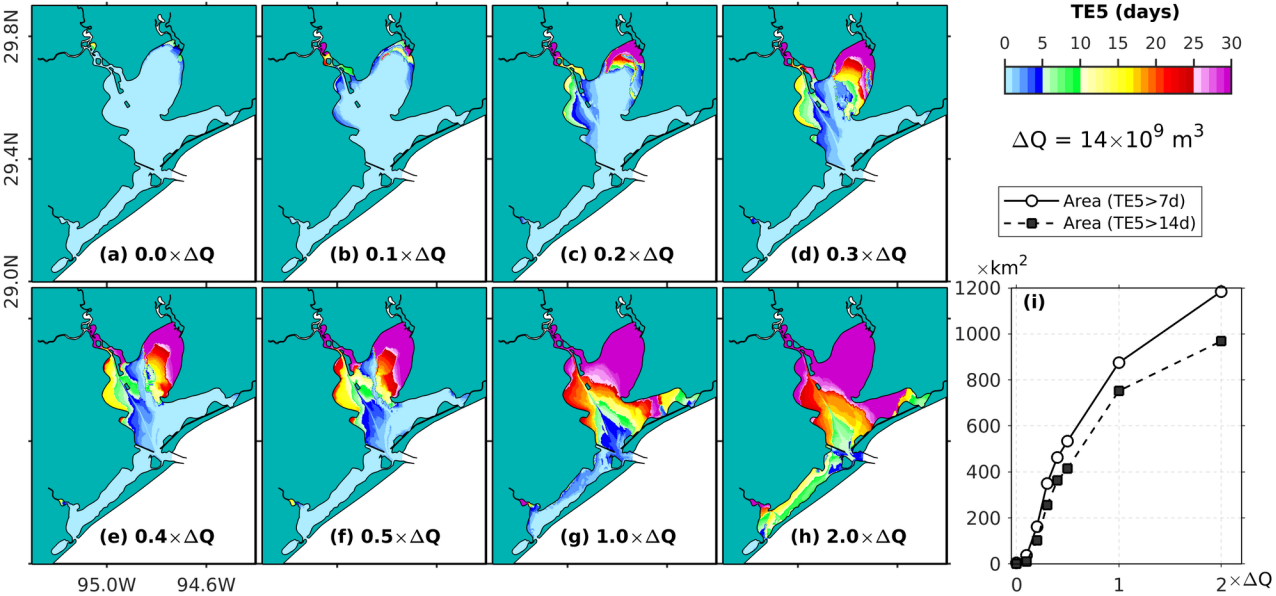 TE5 (days)
0 5 10 15 20 25 30
ΔQ = 14×10⁹ m³
Area (TE5>7d)
Area (TE5>14d)
29.8N
29.4N
29.0N
(a) 0.0×ΔQ
(b) 0.1×ΔQ
(c) 0.2×ΔQ
(d) 0.3×ΔQ
(e) 0.4×ΔQ
(f) 0.5×ΔQ
(g) 1.0×ΔQ
(h) 2.0×ΔQ
95.0W 94.6W
×km²
(i)
1200
1000
800
600
400
200
0
0 1 2 ×ΔQ